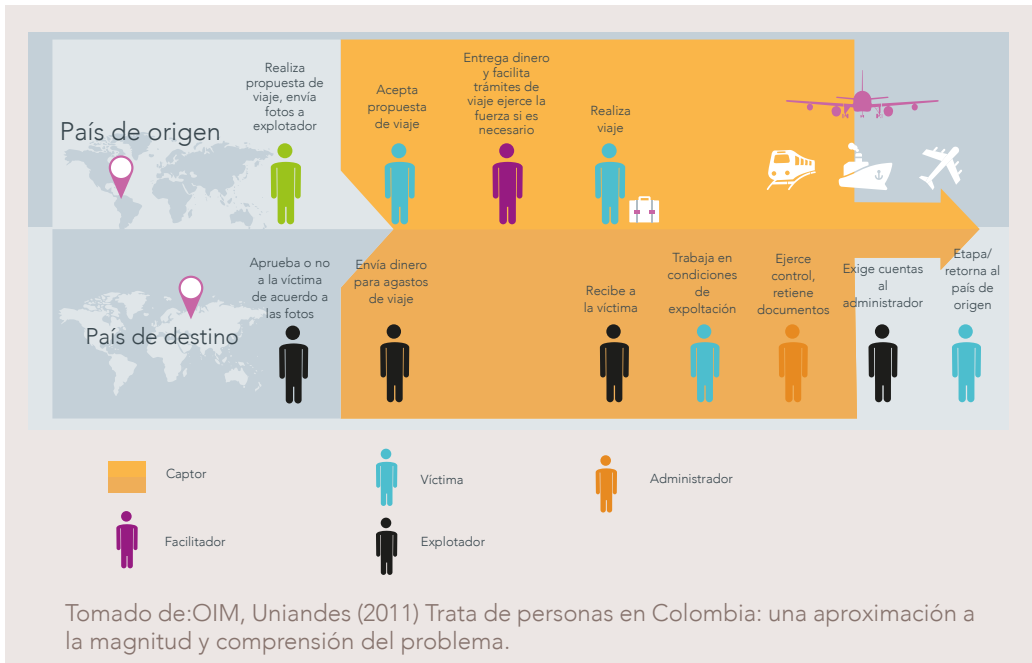 País de origen
Realiza
propuesta de
viaje, envía
fotos a
explotador
Acepta
propuesta
de viaje
Entrega dinero
y facilita
trámites de
viaje ejerce la
fuerza si es
necesario
Realiza
viaje
País de destino
Aprueba o no
a la víctima
de acuerdo a
las fotos
Envía dinero
para agastos
de viaje
Recibe a
la víctima
Trabaja en
condiciones
de
expoltación
Ejerce
control,
retiene
documentos
Exige cuentas
al
administrador
Etapa/
retorna al
país de
origen
Captor
Víctima
Administrador
Facilitador
Explotador
Tomado de:OIM, Uniandes (2011) Trata de personas en Colombia: una aproximación a
la magnitud y comprensión del problema.